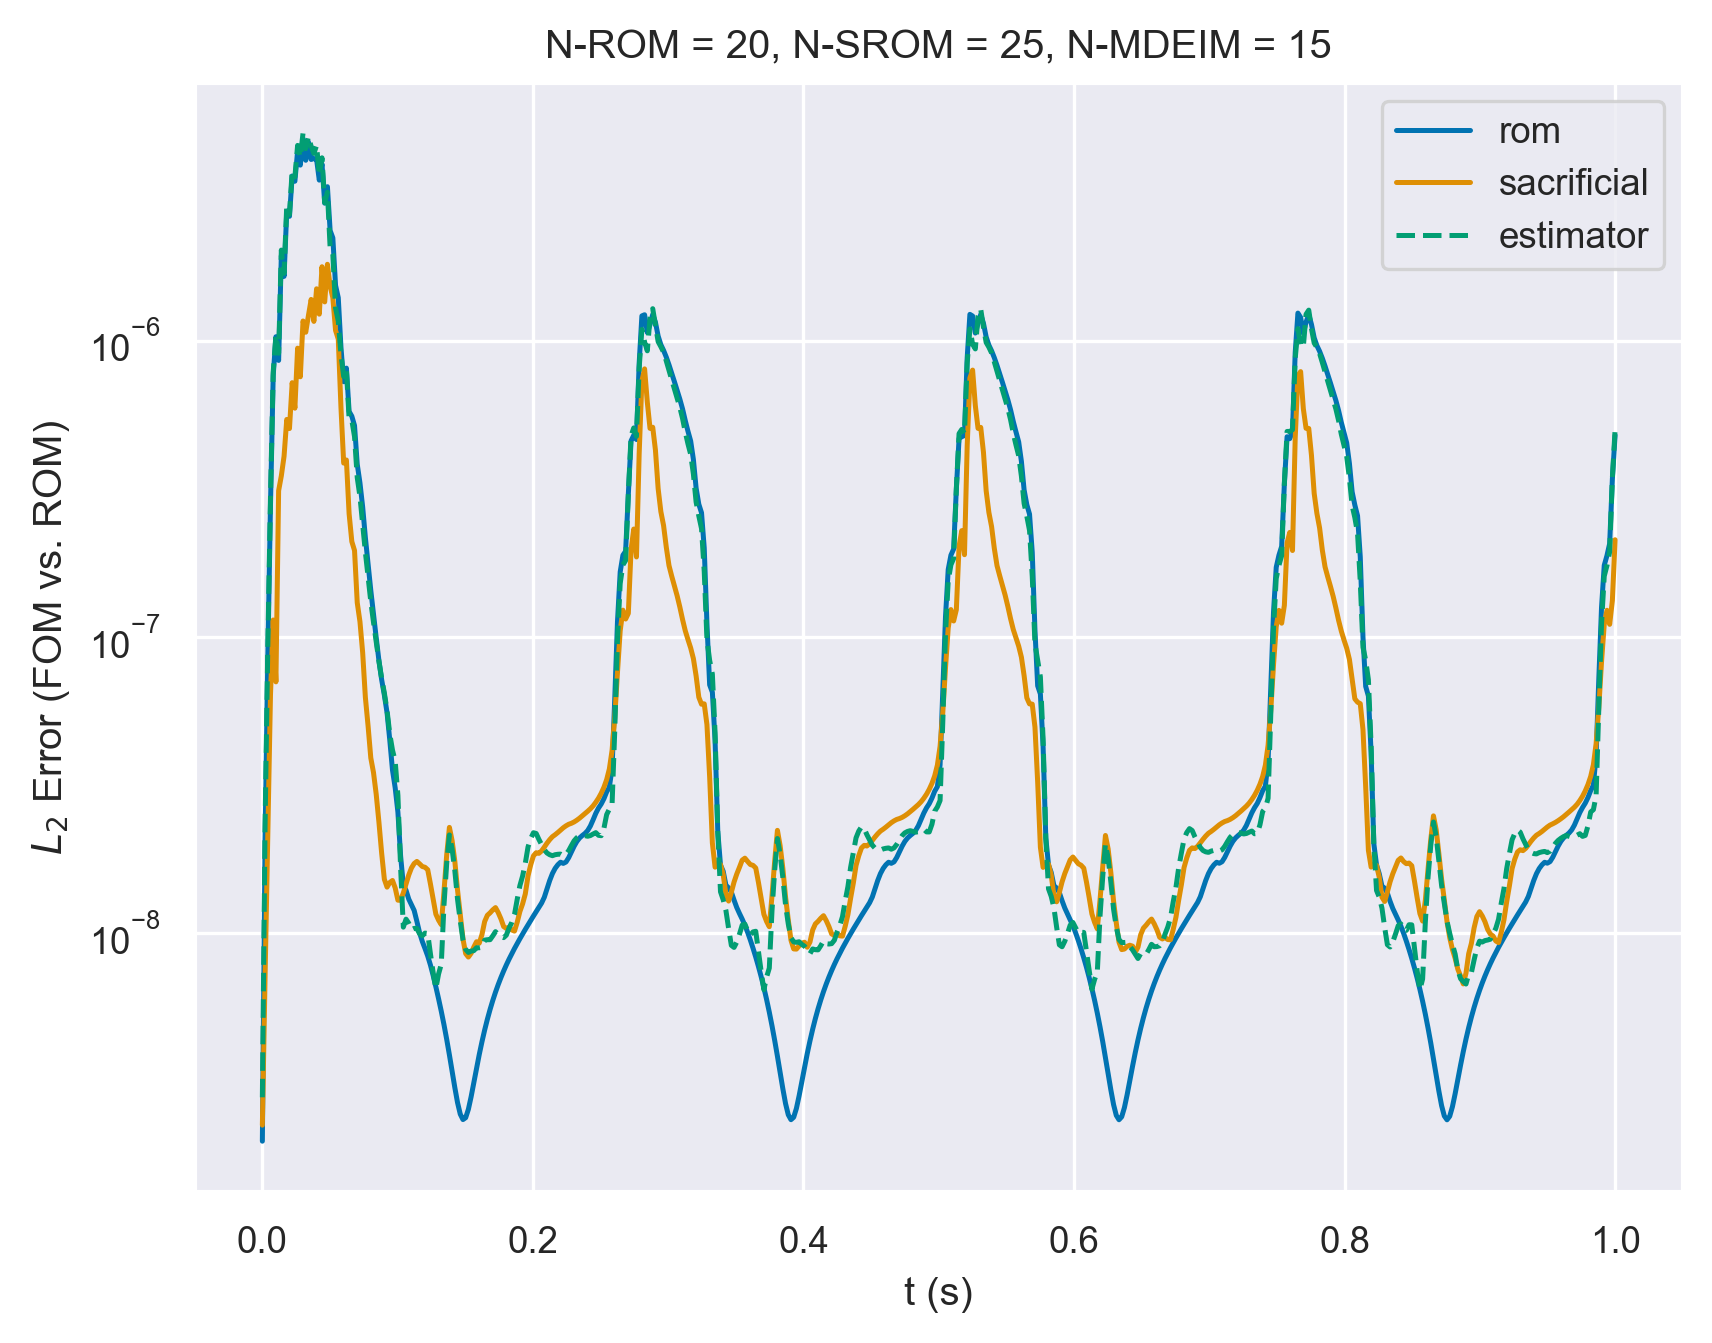 N-ROM = 20, N-SROM = 25, N-MDEIM = 15
rom
sacrificial
estimator
10⁻⁶
10⁻⁷
10⁻⁸
L₂ Error (FOM vs. ROM)
0.0 0.2 0.4 0.6 0.8 1.0
t (s)